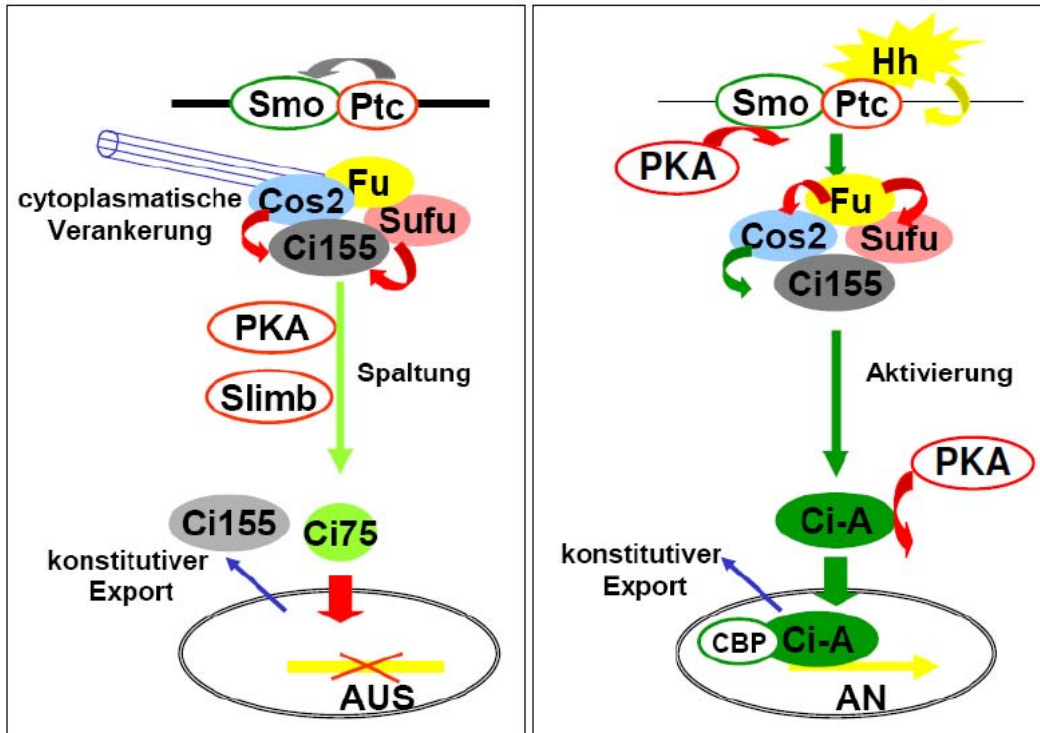 Smo
Ptc
cytoplasmatische
Verankerung
Fu
Cos2
Sufu
Ci155
PKA
Spaltung
Slimb
Ci155
Ci75
konstitutiver
Export
AUS
Hh
Smo
Ptc
PKA
Fu
Cos2
Sufu
Ci155
Aktivierung
PKA
Ci-A
konstitutiver
Export
CBP
Ci-A
AN